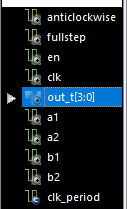 anticlockwise
fullstep
en
clk
out_t[3:0]
a1
a2
b1
b2
clk_period